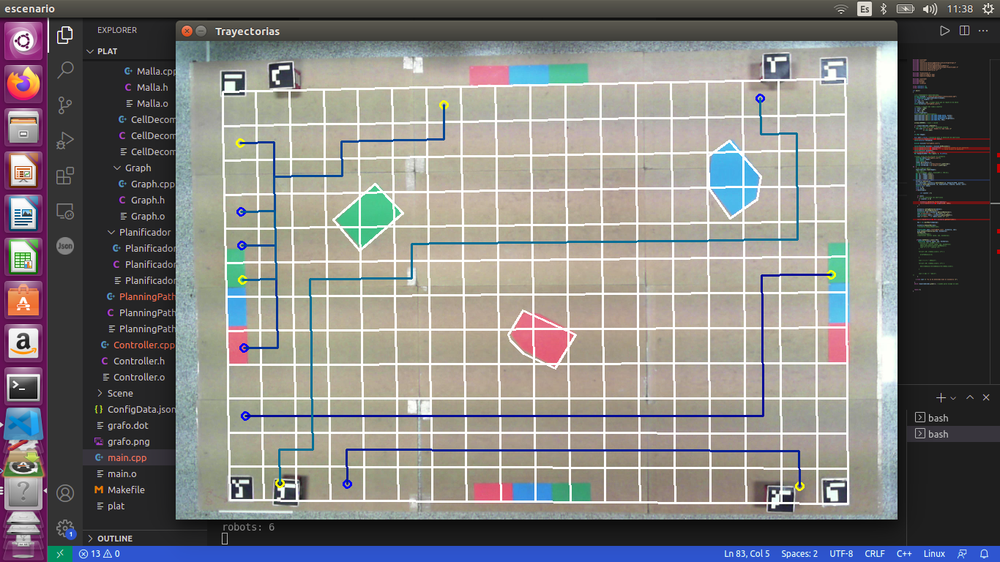 escenario
Es
11:38
EXPLORER
Trayectorias
PLAT
Malla.cpp
Malla.h
Malla.o
CellDecom
CellDecom
CellDecom
Graph
Graph.cpp
Graph.h
Graph.o
Planificador
Planificador
Planificador
Planificador
PlanningPath
PlanningPath
PlanningPath
Controller.cpp
Controller.h
Controller.o
Scene
ConfigData.json
grafo.dot
grafo.png
main.cpp
main.o
Makefile
plat
OUTLINE
Json
1
bash
bash
robots: 6
13 0
Ln 83, Col 5
Spaces: 2
UTF-8
CRLF
C++
Linux